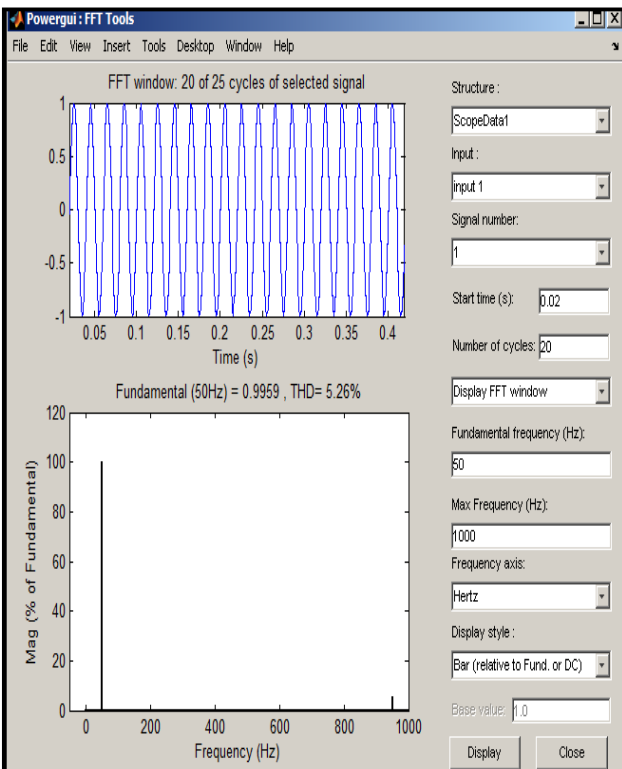 Powergui : FFT Tools
File Edit View Insert Tools Desktop Window Help
FFT window: 20 of 25 cycles of selected signal
1
0.5
0
-0.5
-1
0.05 0.1 0.15 0.2 0.25 0.3 0.35 0.4
Time (s)
Fundamental (50Hz) = 0.9959 , THD= 5.26%
Mag (% of Fundamental)
120
100
80
60
40
20
0
0 200 400 600 800 1000
Frequency (Hz)
Structure :
ScopeData1
Input :
input 1
Signal number:
1
Start time (s): 0.02
Number of cycles: 20
Display FFT window
Fundamental frequency (Hz):
50
Max Frequency (Hz):
1000
Frequency axis:
Hertz
Display style :
Bar (relative to Fund. or DC)
Base value: 1.0
Display Close